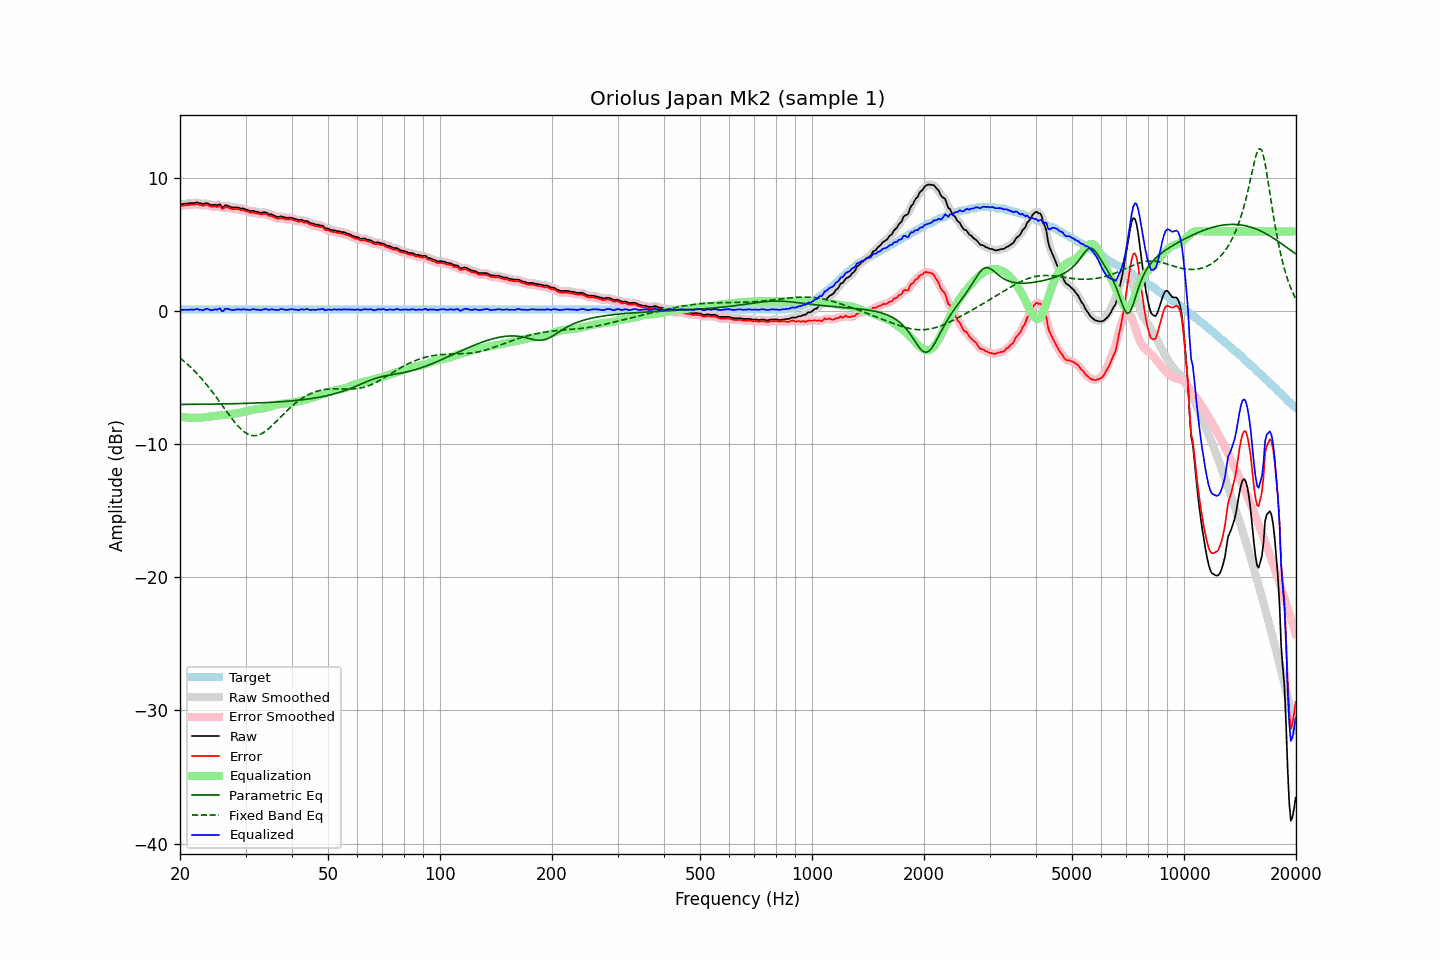 Oriolus Japan Mk2 (sample 1)
Amplitude (dBr)
10
0
−10
−20
−30
−40
Target
Raw Smoothed
Error Smoothed
Raw
Error
Equalization
Parametric Eq
Fixed Band Eq
Equalized
20 50 100 200 500 1000 2000 5000 10000 20000
Frequency (Hz)